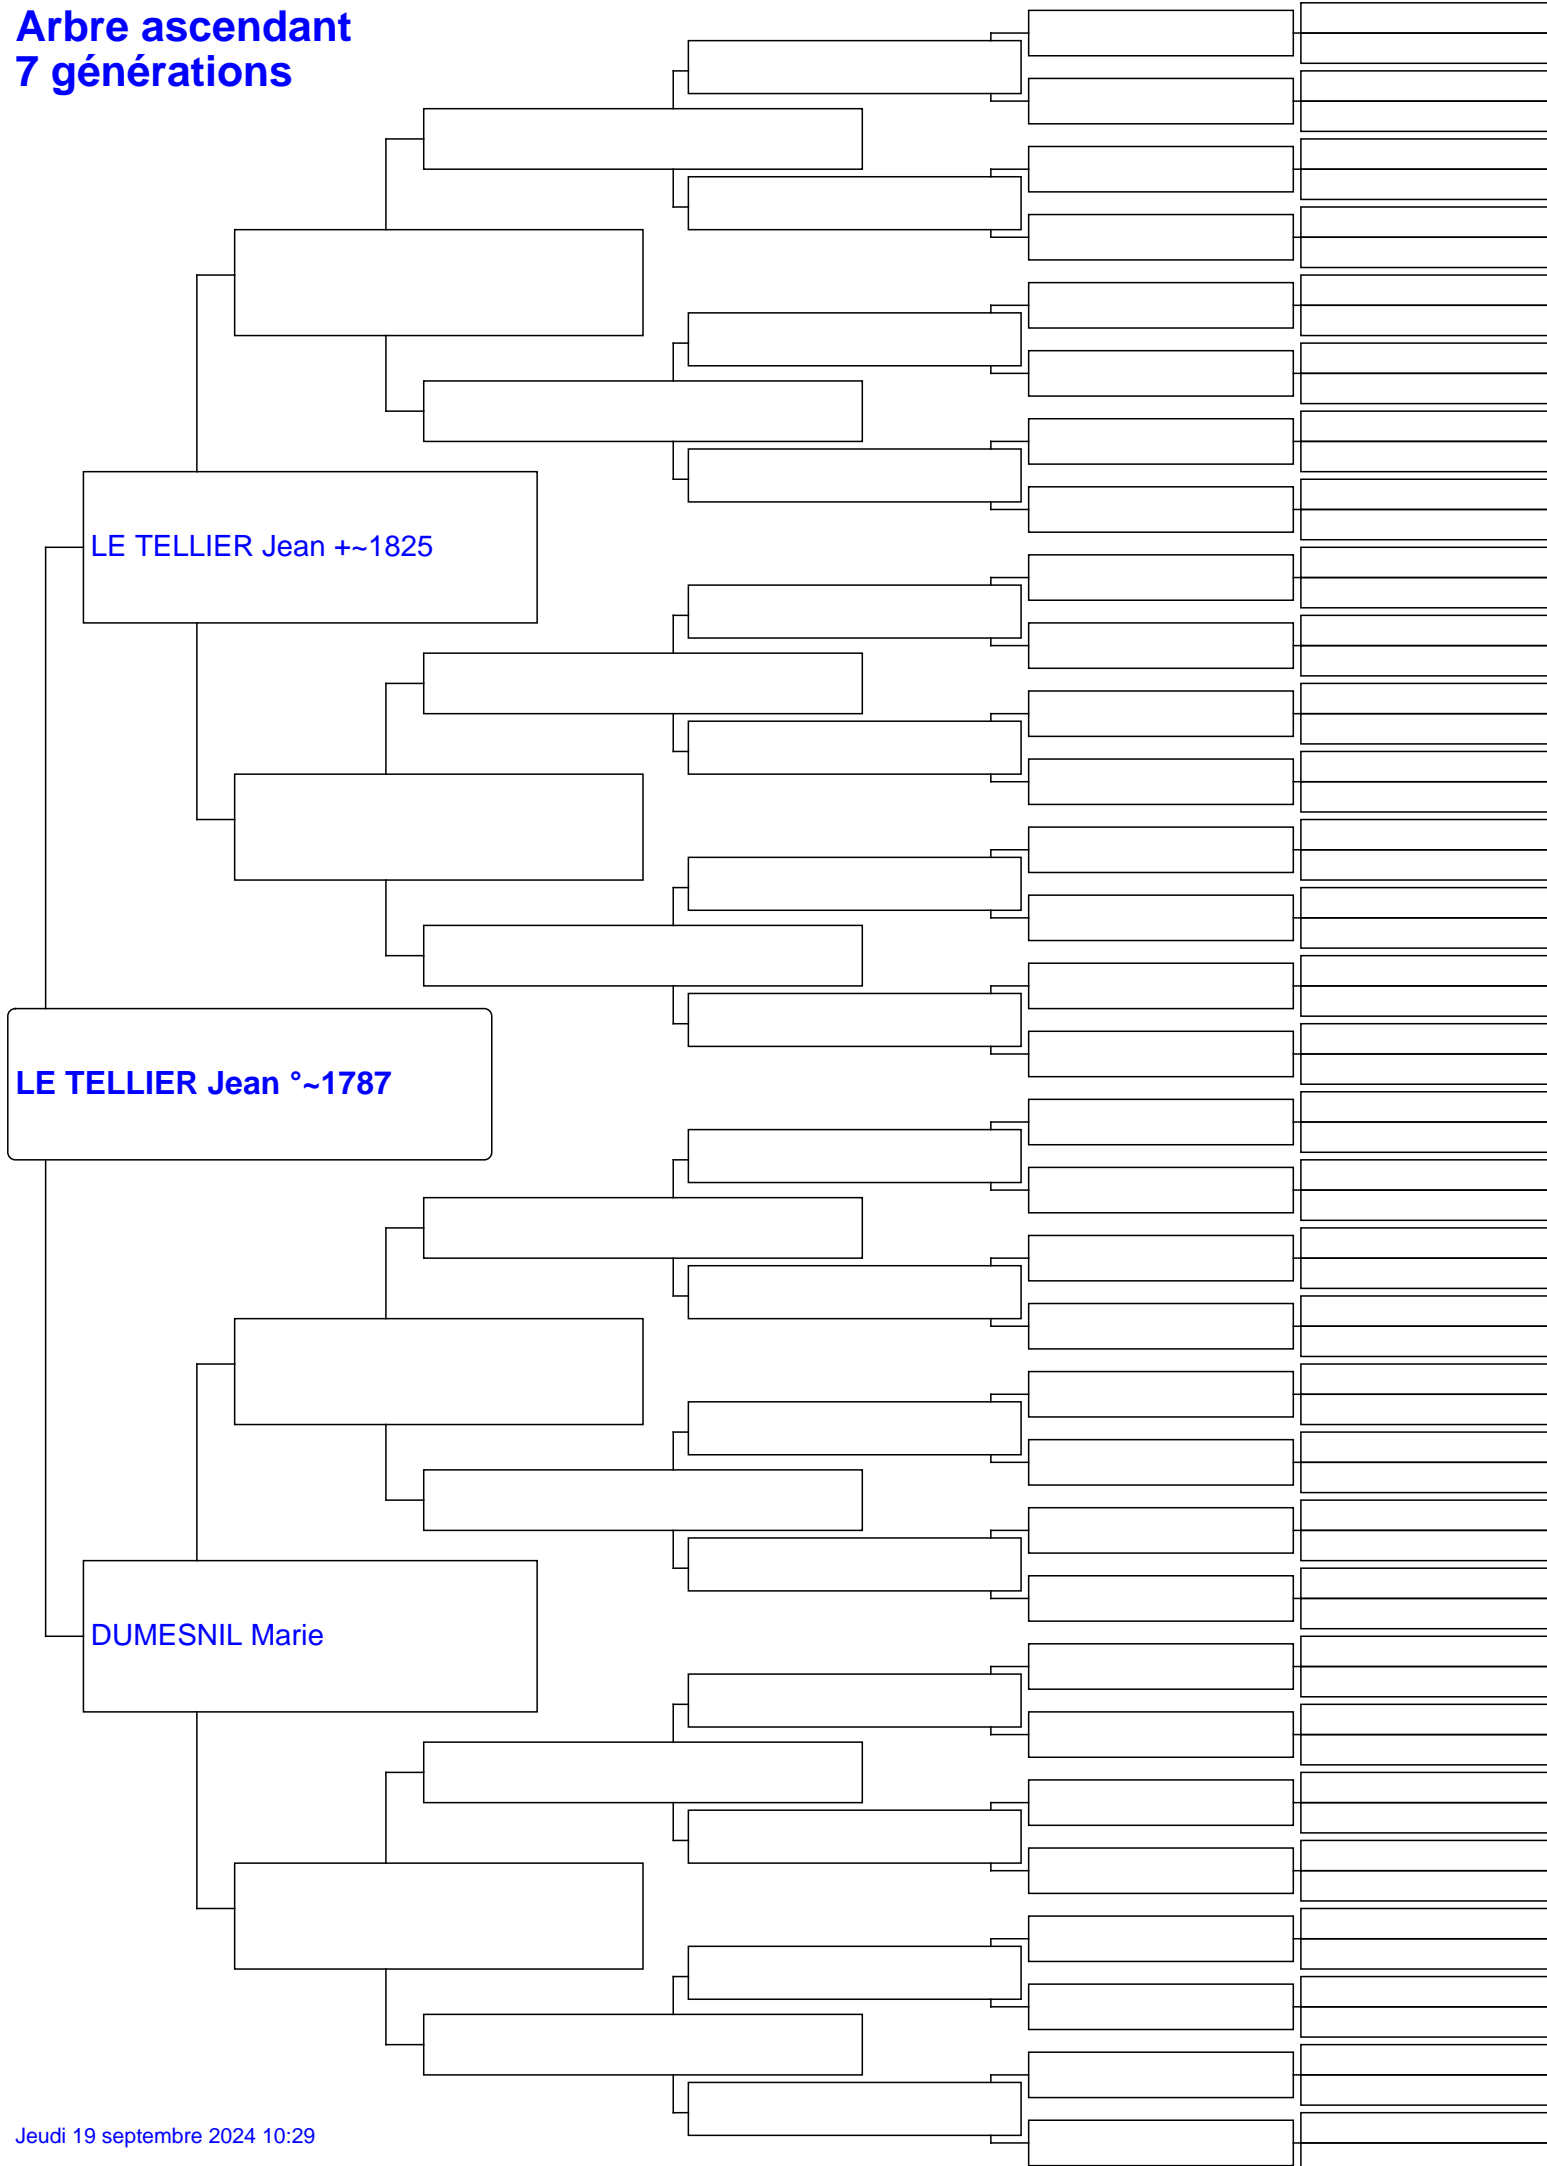 Arbre ascendant
7 générations
LE TELLIER Jean +~1825
LE TELLIER Jean °~1787
DUMESNIL Marie
Jeudi 19 septembre 2024 10:29